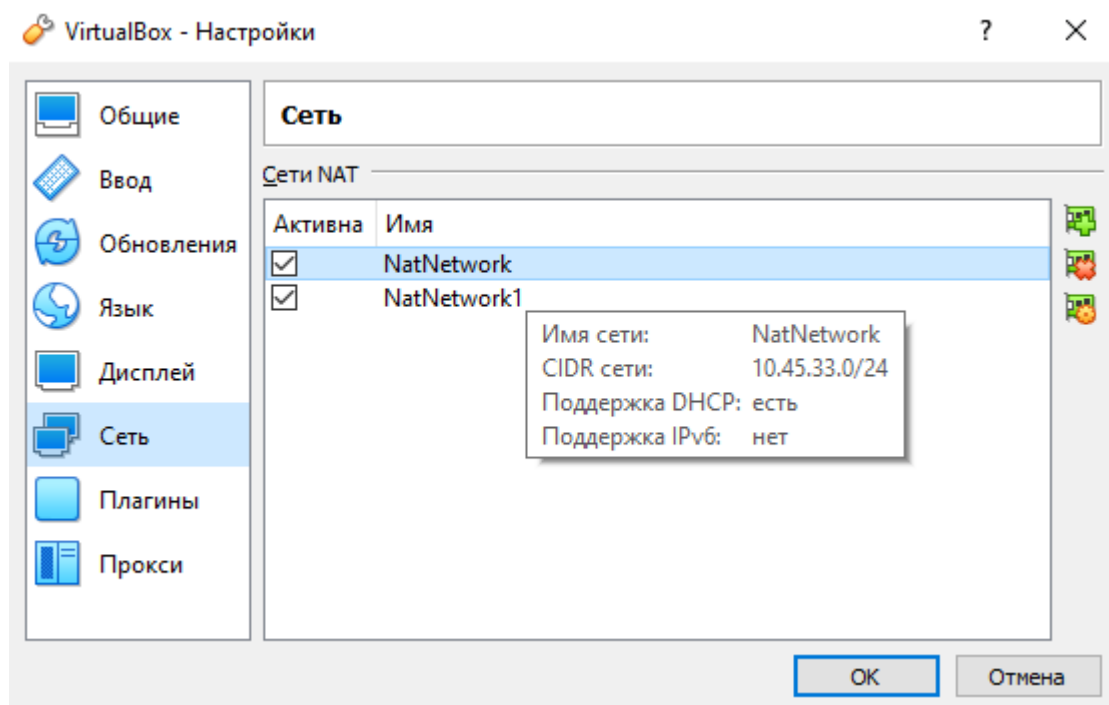 VirtualBox - Настройки ?
Общие
Ввод
Обновления
Язык
Дисплей
Сеть
Плагины
Прокси
Сеть
Сети NAT
Активна Имя
NatNetwork
NatNetwork1
Имя сети: NatNetwork
CIDR сети: 10.45.33.0/24
Поддержка DHCP: есть
Поддержка IPv6: нет
OK Отмена